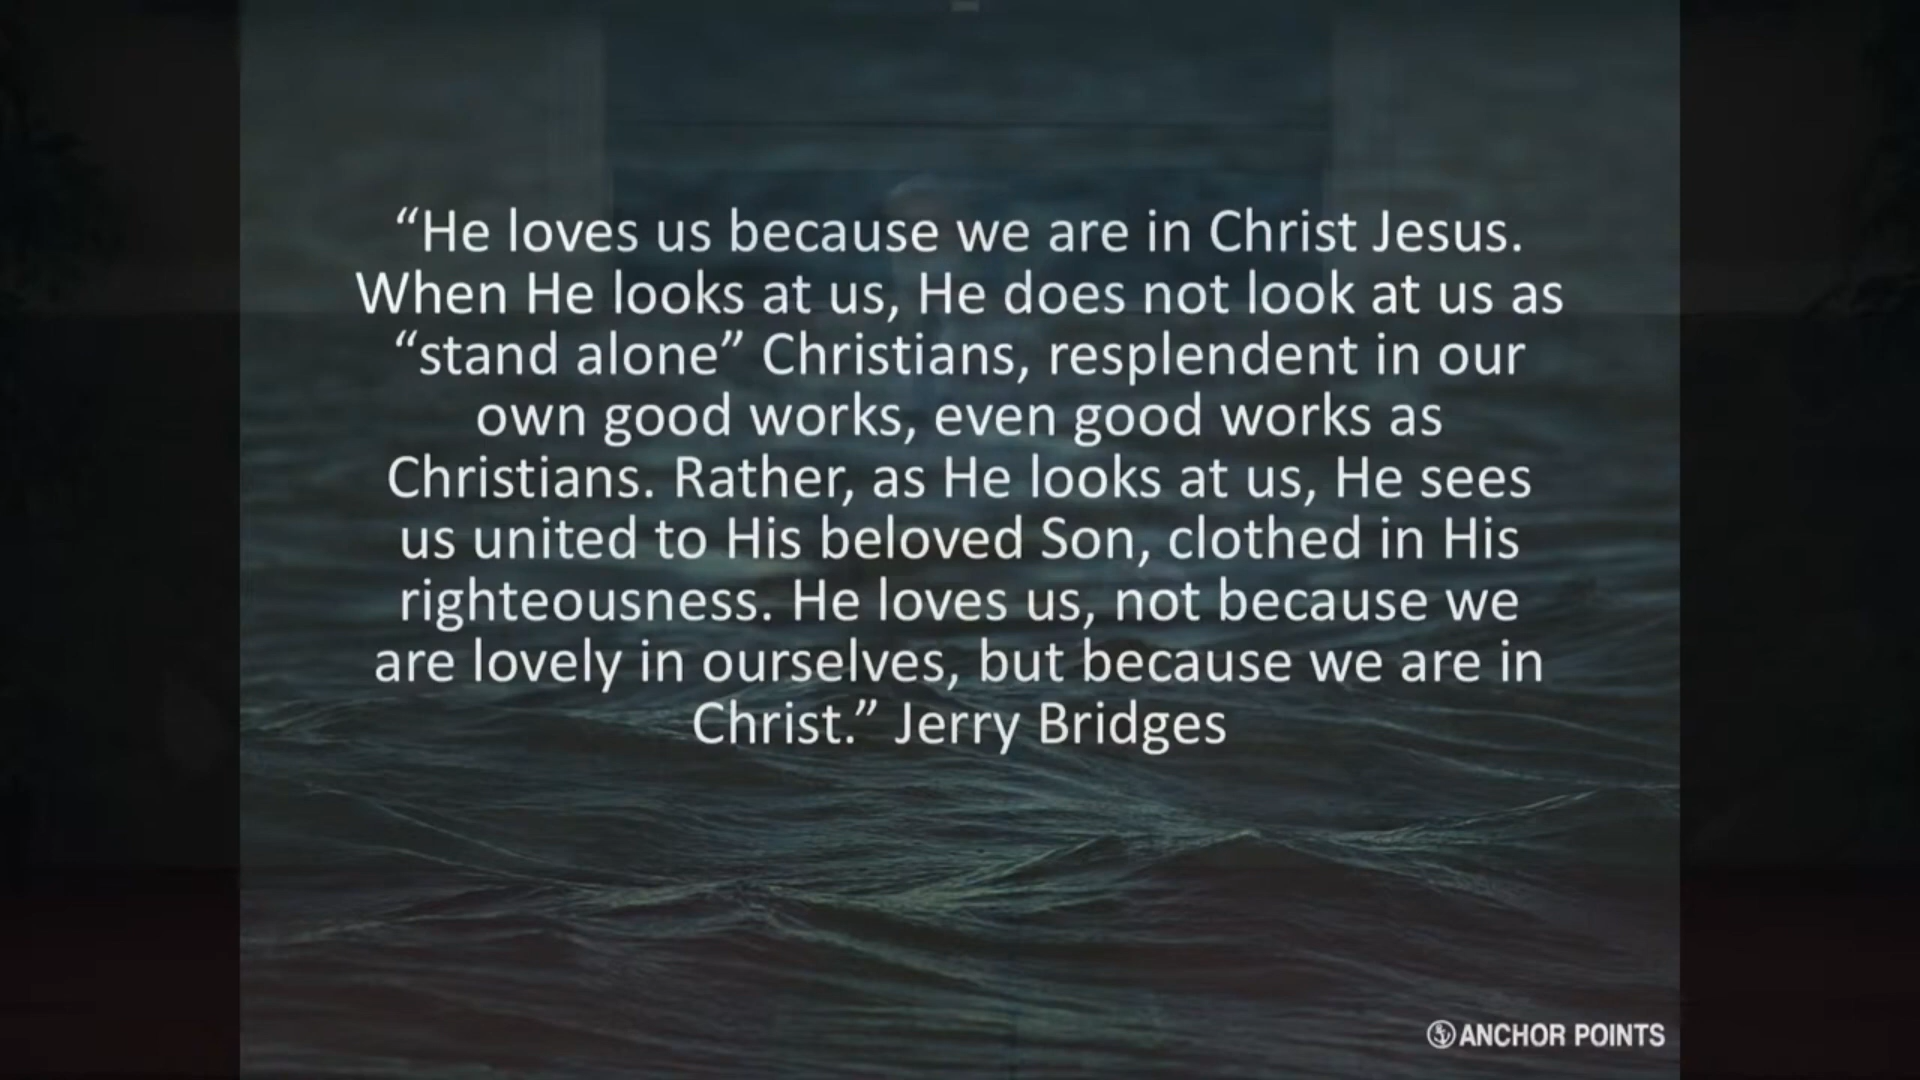 “He loves us because we are in Christ Jesus.
When He looks at us, He does not look at us as
“stand alone” Christians, resplendent in our
own good works, even good works as
Christians. Rather, as He looks at us, He sees
us united to His beloved Son, clothed in His
righteousness. He loves us, not because we
are lovely in ourselves, but because we are in
Christ.” Jerry Bridges
ANCHOR POINTS